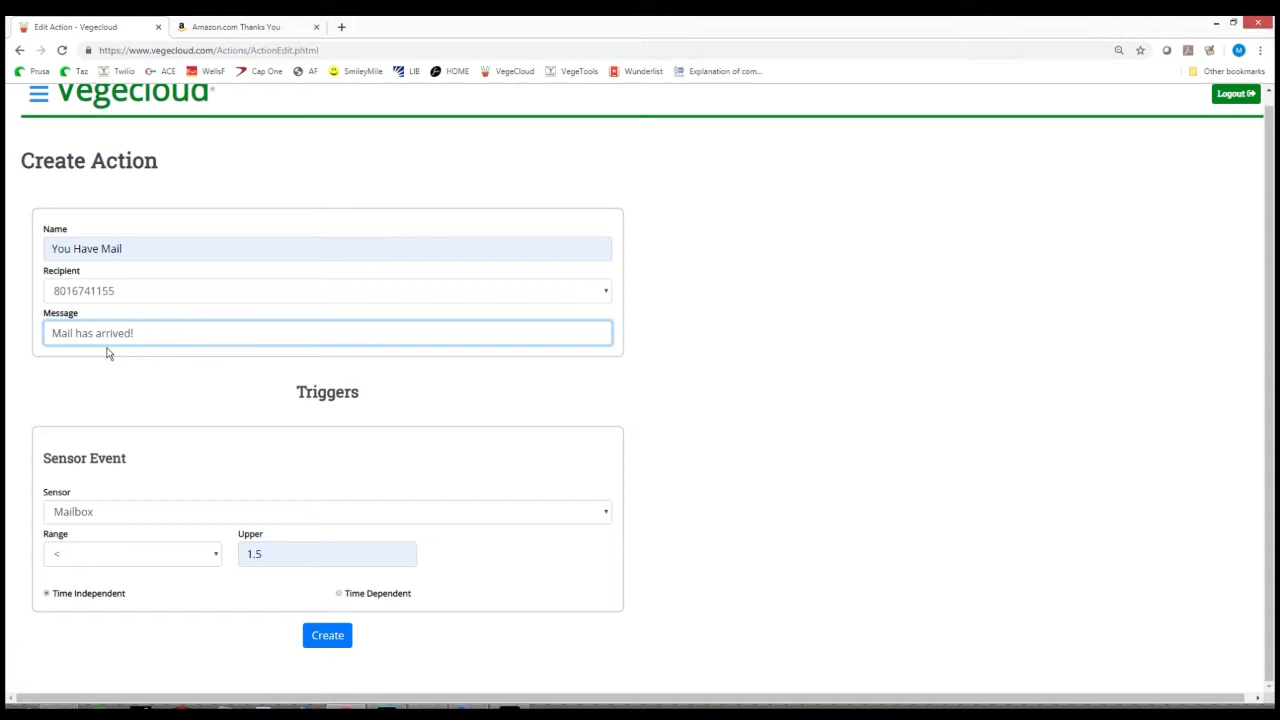 Edit Action - Vegecloud
Amazon.com Thanks You
https://www.vegecloud.com/Actions/ActionEdit.phtml
M
Prusa Taz Twilio ACE WellsF Cap One AF SmileyMile LIB HOME VegeCloud VegeTools Wunderlist Explanation of com... Other bookmarks
Vegecloud
Logout
Create Action
Name
You Have Mail
Recipient
8016741155
Message
Mail has arrived!
Triggers
Sensor Event
Sensor
Mailbox
Range Upper
< 1.5
Time Independent Time Dependent
Create